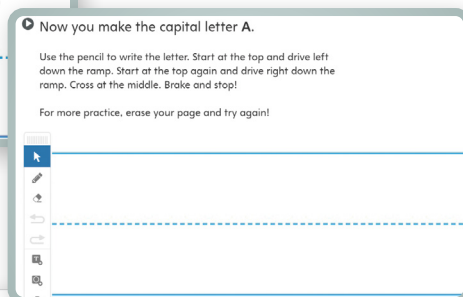 Now you make the capital letter A.
Use the pencil to write the letter. Start at the top and drive left
down the ramp. Start at the top again and drive right down the
ramp. Cross at the middle. Brake and stop!
For more practice, erase your page and try again!